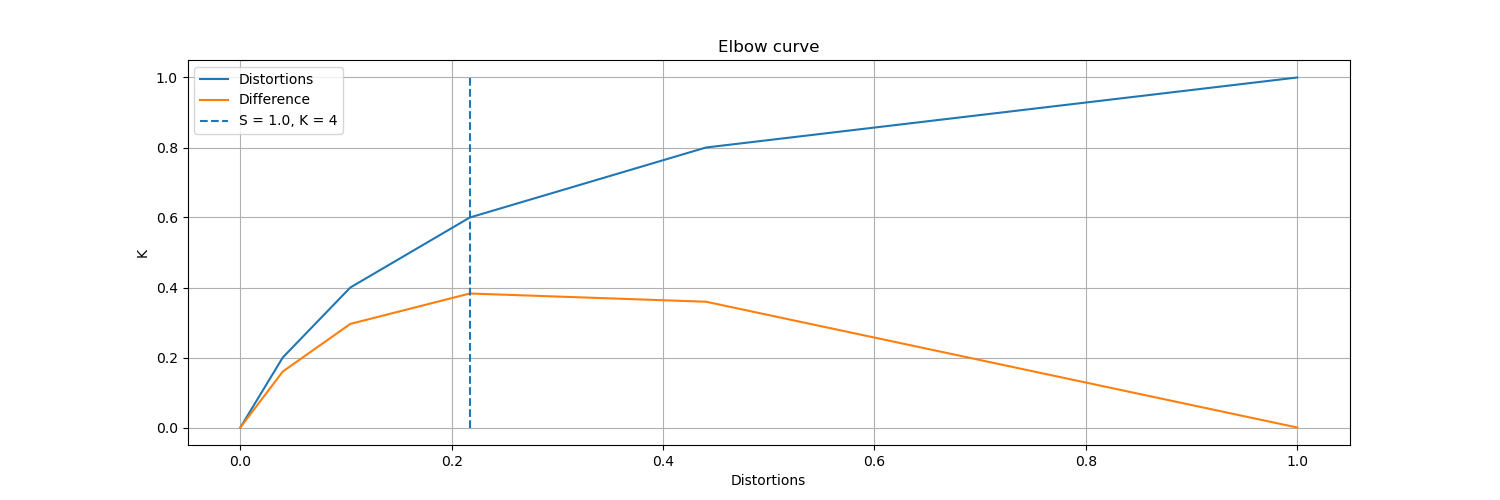 Elbow curve
Distortions
Difference
S = 1.0, K = 4
1.0
0.8
0.6
0.4
0.2
0.0
K
0.0 0.2 0.4 0.6 0.8 1.0
Distortions